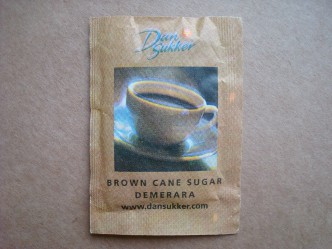 Dan
Sukker
BROWN CANE SUGAR
DEMERARA
www.dansukker.com